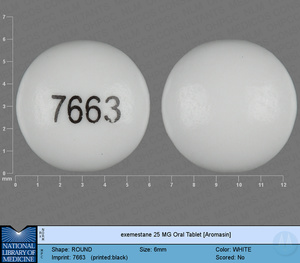 7663
7
6
5
4
3
2
1
0
mm
0 1 2 3 4 5 6 7 8 9 10 11 12
NATIONAL
LIBRARY OF
MEDICINE
exemestane 25 MG Oral Tablet [Aromasin]
Shape: ROUND Size: 6mm Color: WHITE
Imprint: 7663 (printed:black) Scored: No